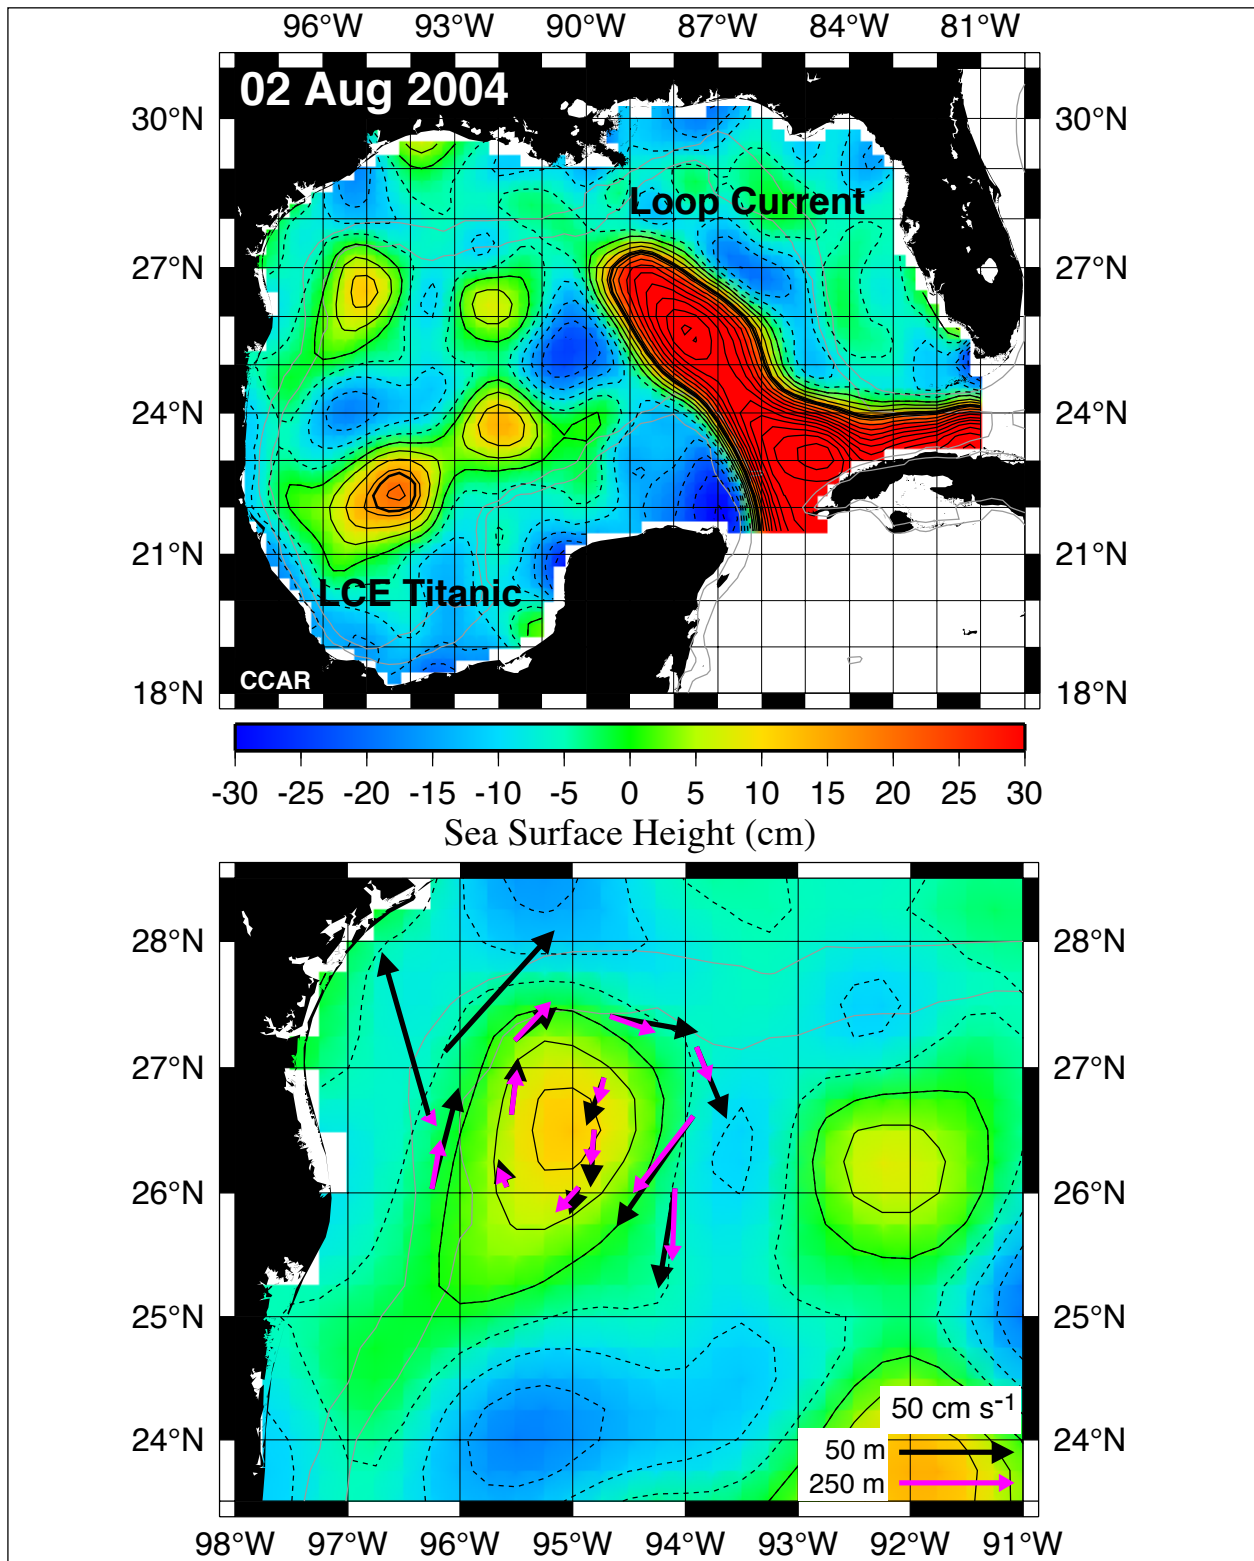 96°W 93°W 90°W 87°W 84°W 81°W
02 Aug 2004
30°N 30°N
Loop Current
27°N 27°N
24°N 24°N
21°N 21°N
LCE Titanic
CCAR
18°N 18°N
-30 -25 -20 -15 -10 -5 0 5 10 15 20 25 30
Sea Surface Height (cm)
28°N 28°N
27°N 27°N
26°N 26°N
25°N 25°N
50 cm s-1
24°N 50 m 24°N
250 m
98°W 97°W 96°W 95°W 94°W 93°W 92°W 91°W